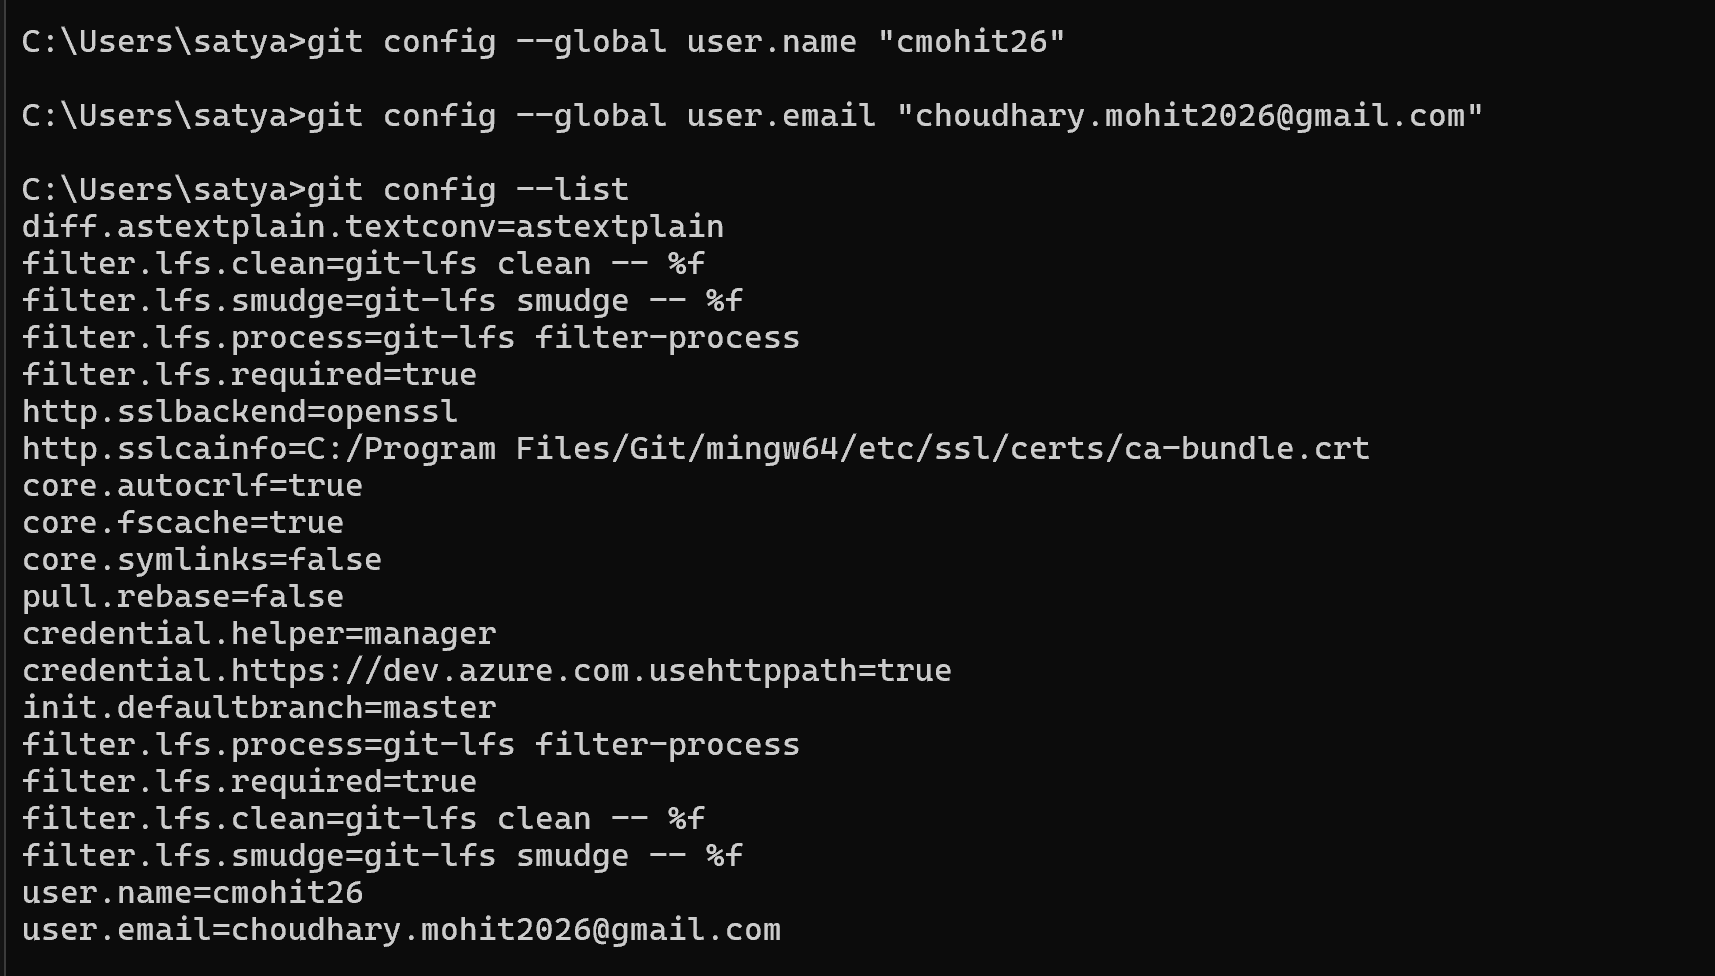 C:\Users\satya>git config --global user.name "cmohit26"
C:\Users\satya>git config --global user.email "choudhary.mohit2026@gmail.com"
C:\Users\satya>git config --list
diff.astextplain.textconv=astextplain
filter.lfs.clean=git-lfs clean -- %f
filter.lfs.smudge=git-lfs smudge -- %f
filter.lfs.process=git-lfs filter-process
filter.lfs.required=true
http.sslbackend=openssl
http.sslcainfo=C:/Program Files/Git/mingw64/etc/ssl/certs/ca-bundle.crt
core.autocrlf=true
core.fscache=true
core.symlinks=false
pull.rebase=false
credential.helper=manager
credential.https://dev.azure.com.usehttppath=true
init.defaultbranch=master
filter.lfs.process=git-lfs filter-process
filter.lfs.required=true
filter.lfs.clean=git-lfs clean -- %f
filter.lfs.smudge=git-lfs smudge -- %f
user.name=cmohit26
user.email=choudhary.mohit2026@gmail.com